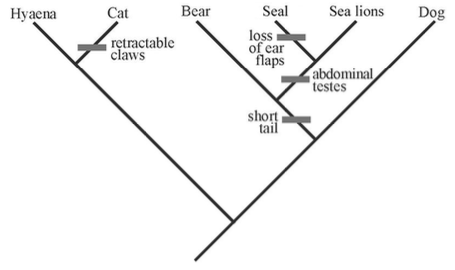 Hyaena Cat Bear Seal Sea lions Dog
retractable
claws
loss
of ear
flaps
abdominal
testes
short
tail